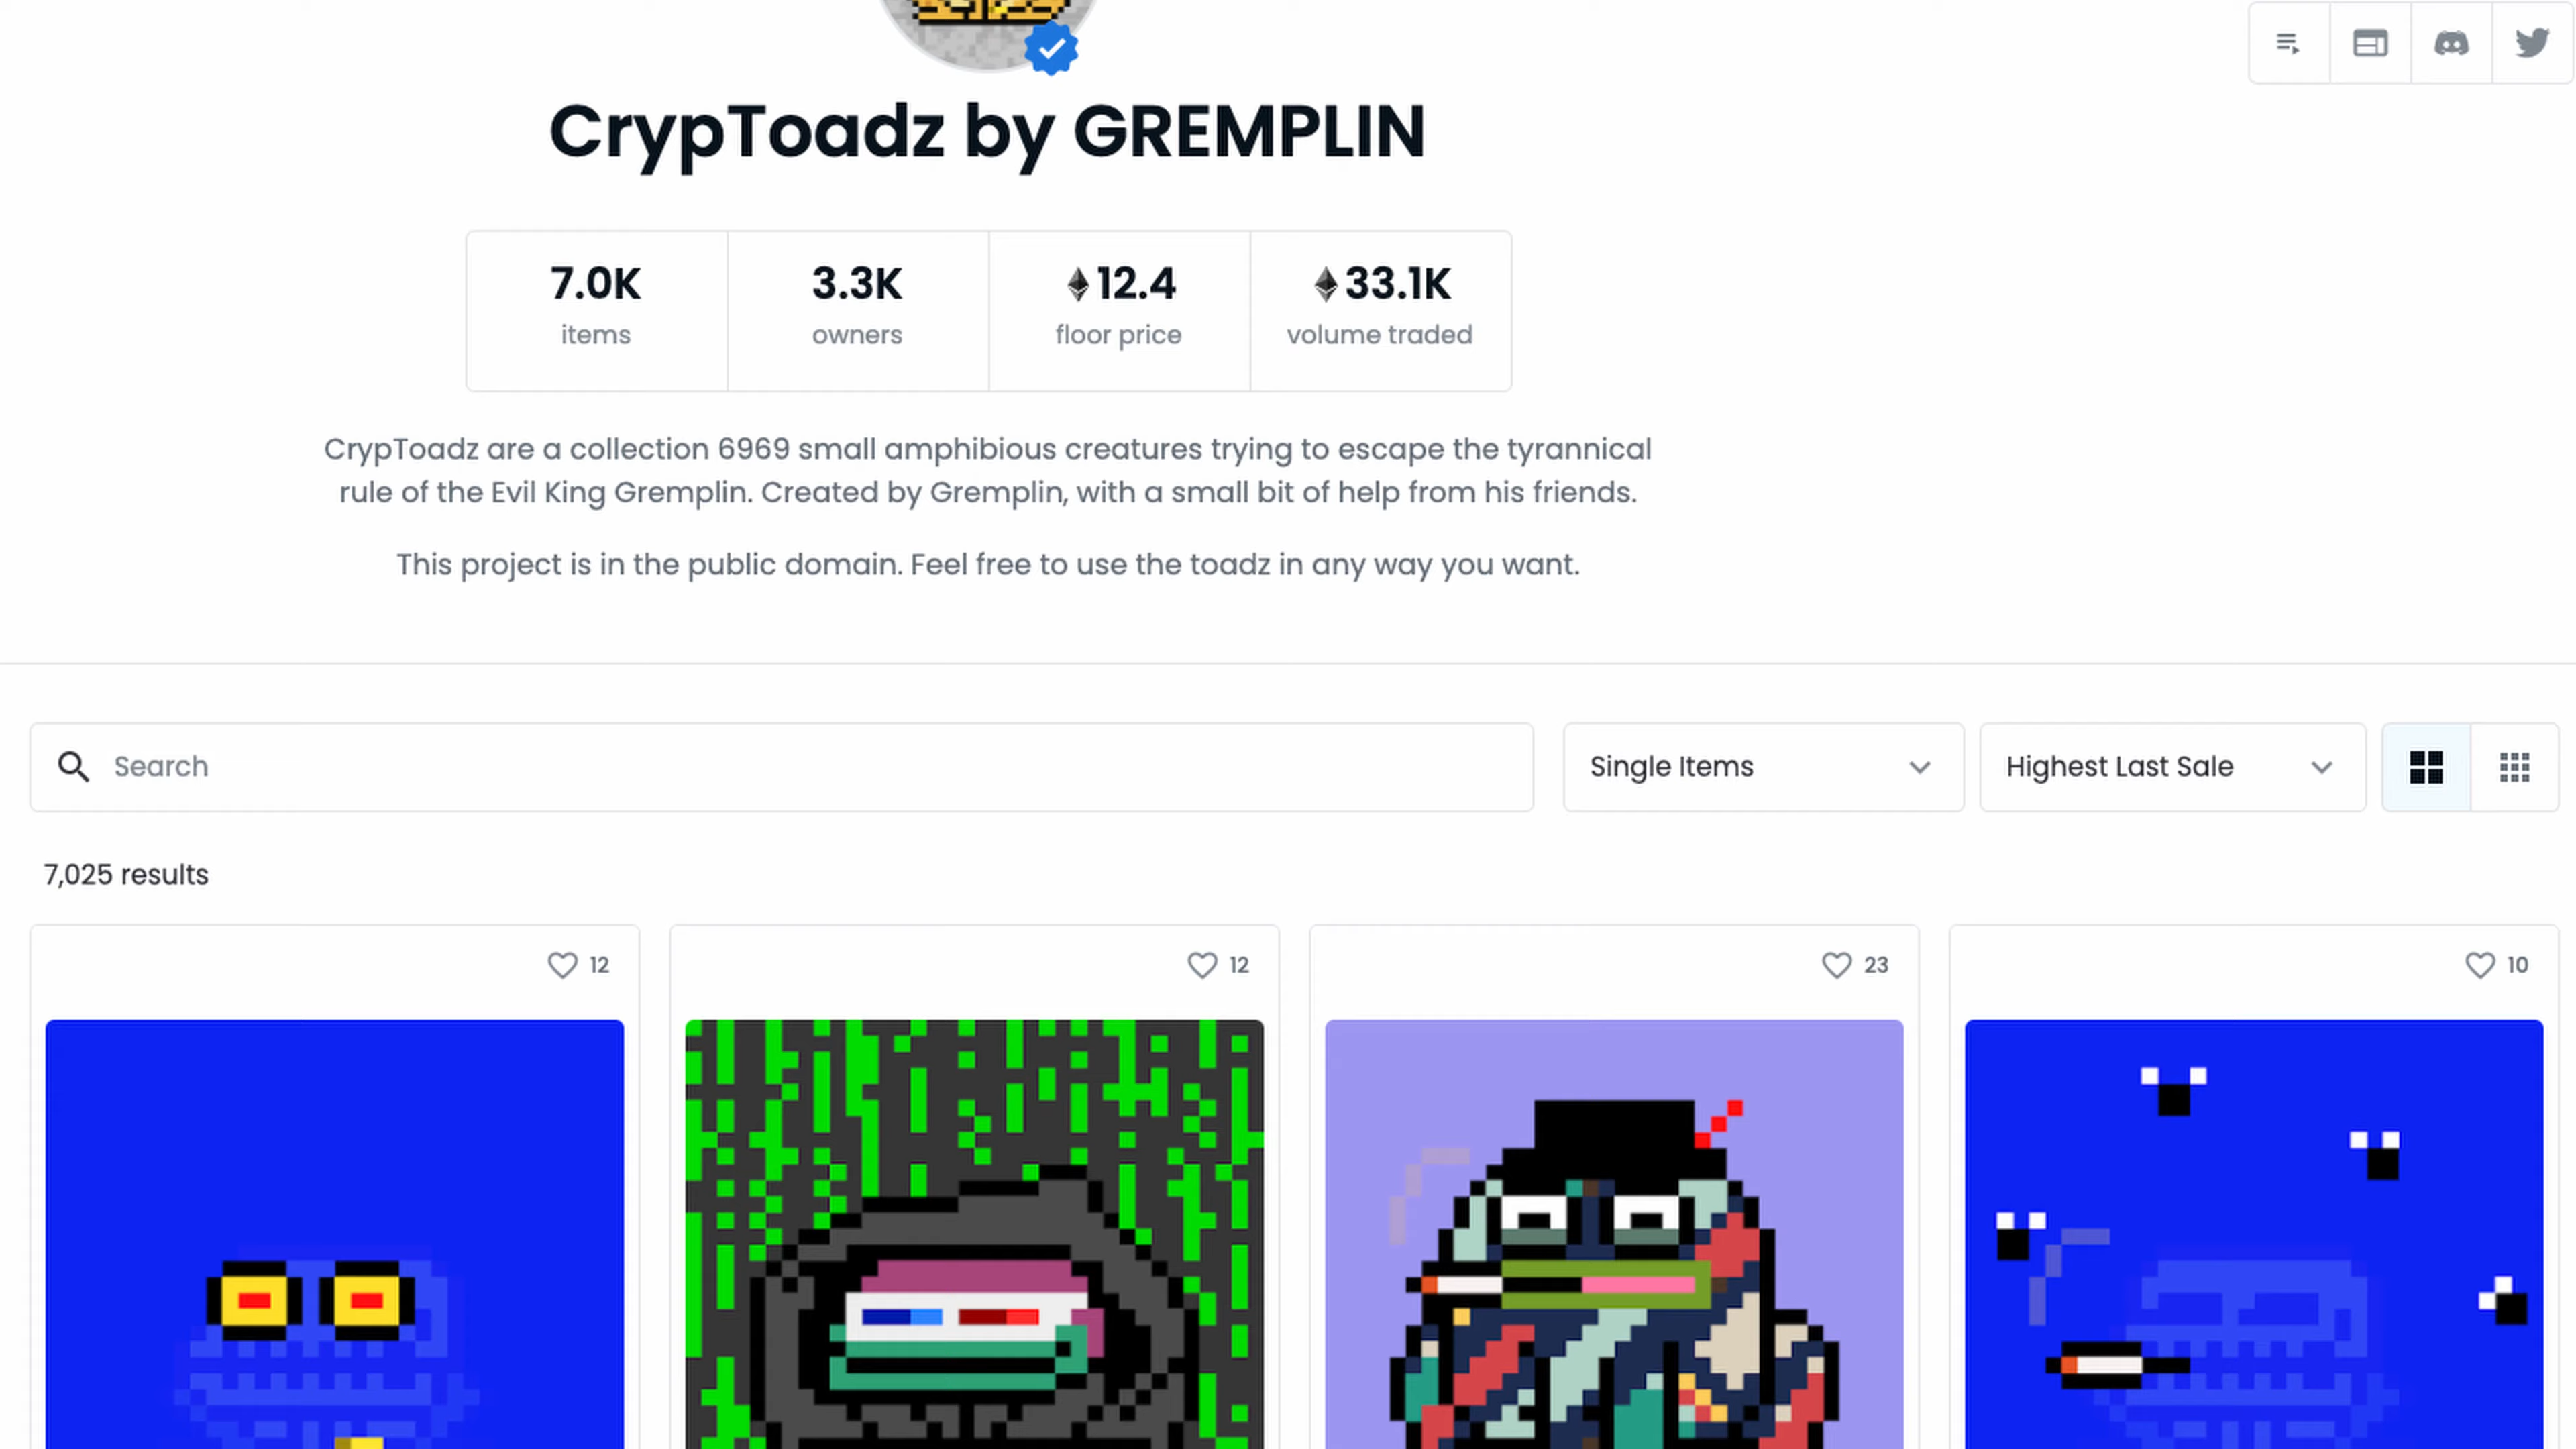 CrypToadz by GREMPLIN
7.0K
items
3.3K
owners
12.4
floor price
33.1K
volume traded
CrypToadz are a collection 6969 small amphibious creatures trying to escape the tyrannical
rule of the Evil King Gremplin. Created by Gremplin, with a small bit of help from his friends.
This project is in the public domain. Feel free to use the toadz in any way you want.
Search
Single Items
Highest Last Sale
7,025 results
12
12
23
10